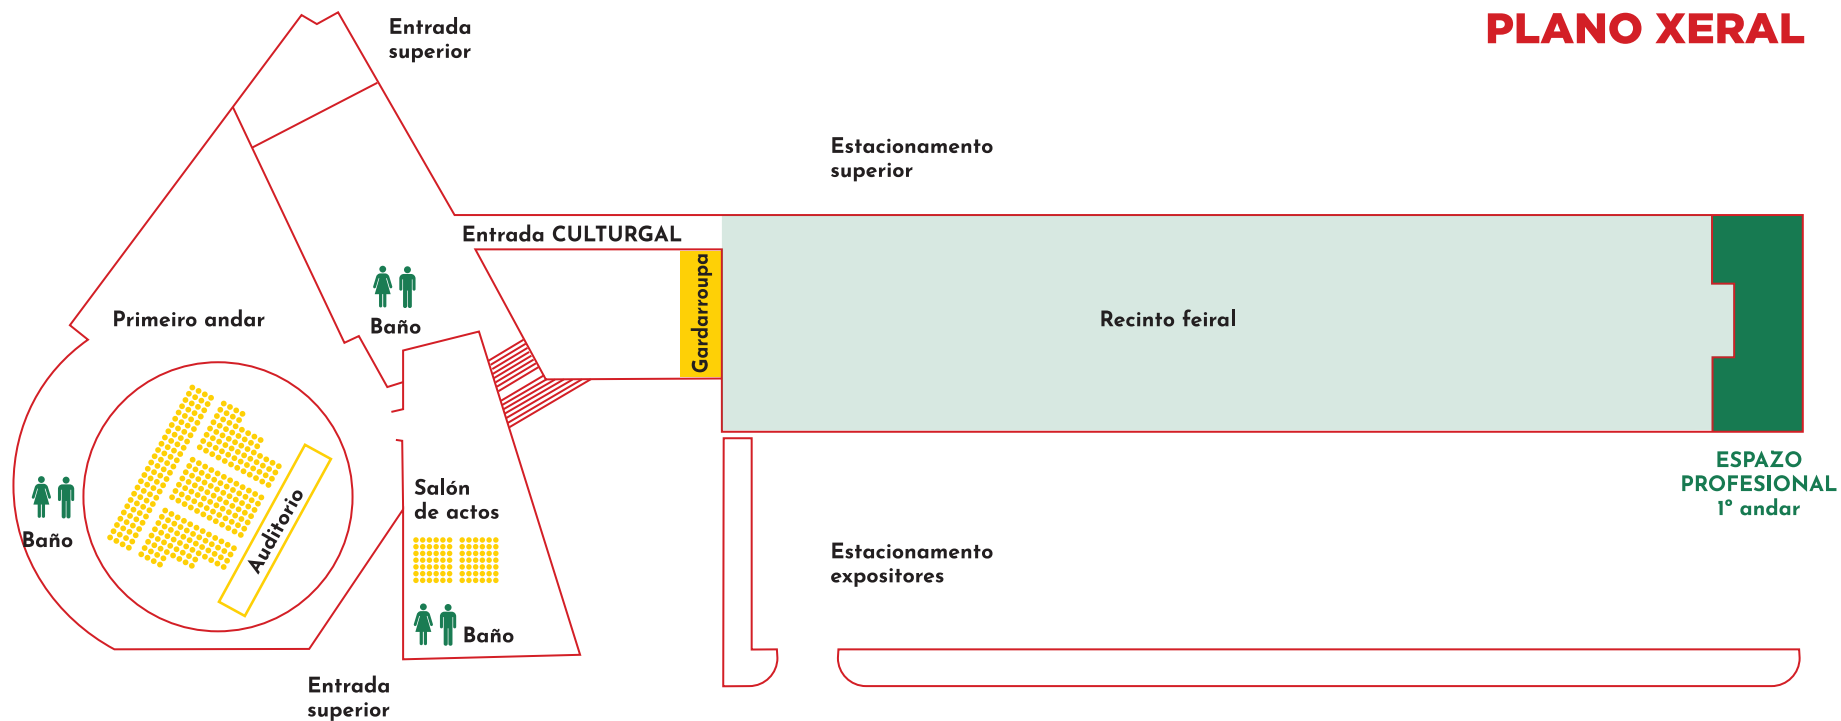 PLANO XERAL
Entrada
superior
Estacionamento
superior
Entrada CULTURGAL
Gardarroupa
Primeiro andar
Baño
Recinto feiral
ESPAZO
PROFESIONAL
1º andar
Salón
de actos
Auditorio
Baño
Estacionamento
expositores
Baño
Entrada
superior